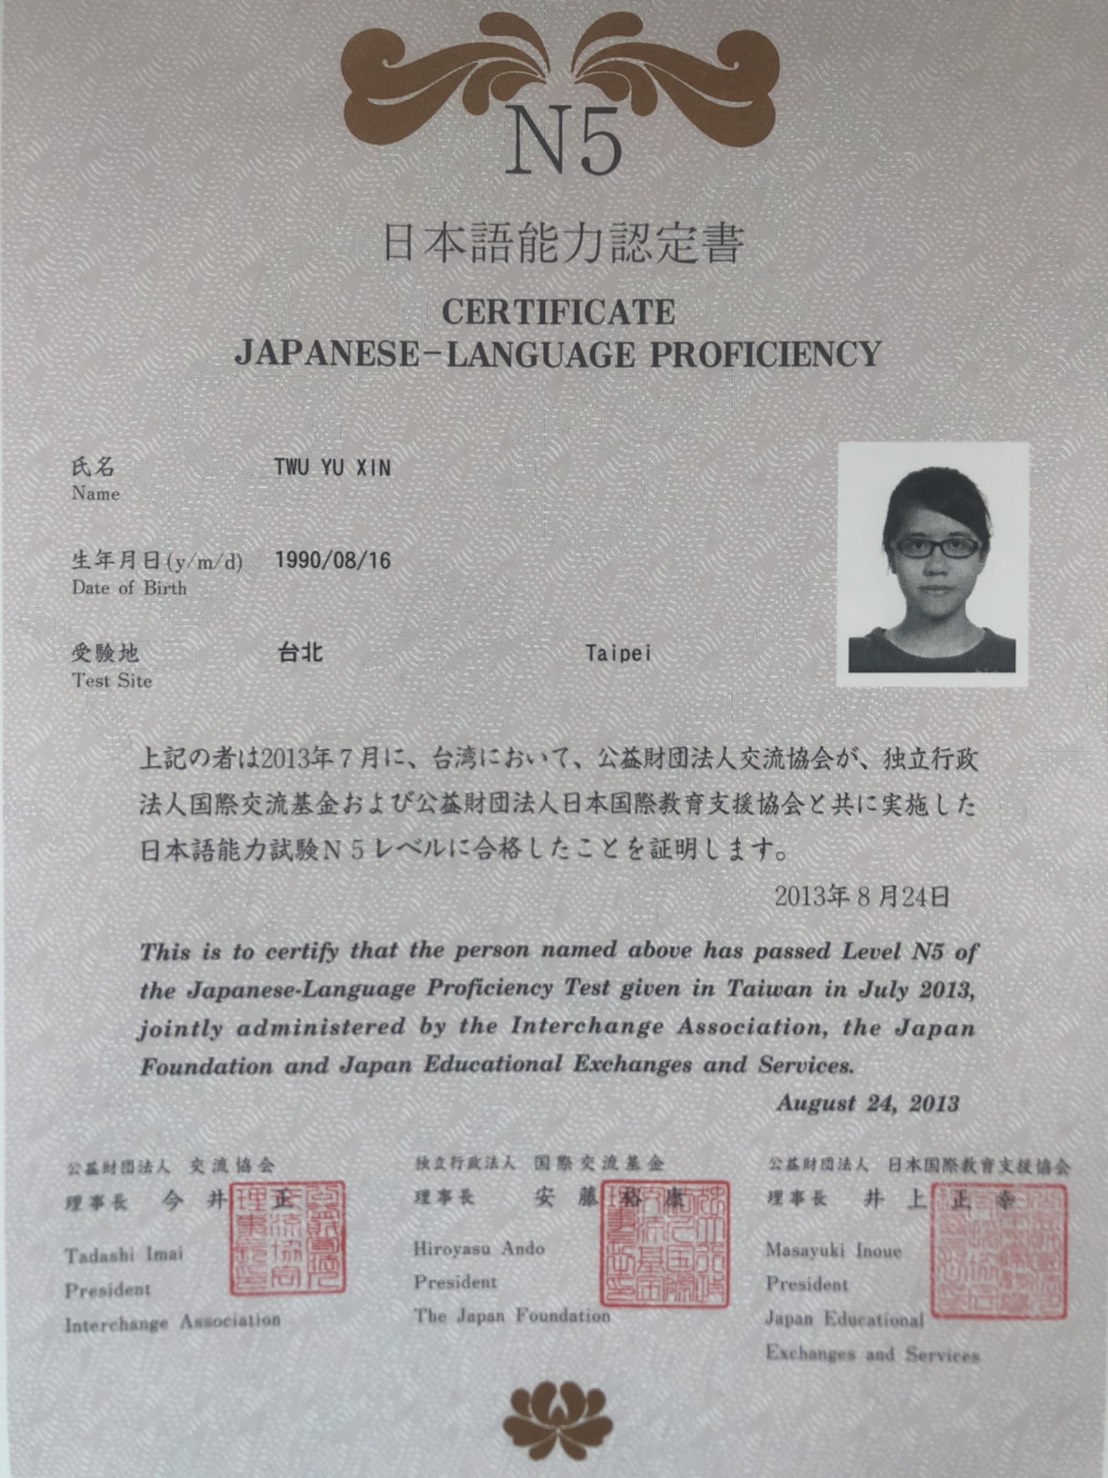 N5
日本語能力認定書
CERTIFICATE
JAPANESE-LANGUAGE PROFICIENCY
氏名 TWU YU XIN
Name
生年月日(y/m/d) 1990/08/16
Date of Birth
受験地 台北 Taipei
Test Site
上記の者は2013年7月に、台湾において、公益財団法人交流協会が、独立行政
法人国際交流基金および公益財団法人日本国際教育支援協会と共に実施した
日本語能力試験N5レベルに合格したことを証明します。
2013年8月24日
This is to certify that the person named above has passed Level N5 of
the Japanese-Language Proficiency Test given in Taiwan in July 2013,
jointly administered by the Interchange Association, the Japan
Foundation and Japan Educational Exchanges and Services.
August 24, 2013
公益財団法人 交流協会
理事長 今井 正
Tadashi Imai
President
Interchange Association
独立行政法人 国際交流基金
理事長 安藤裕康
Hiroyasu Ando
President
The Japan Foundation
公益財団法人 日本国際教育支援協会
理事長 井上正幸
Masayuki Inoue
President
Japan Educational
Exchanges and Services